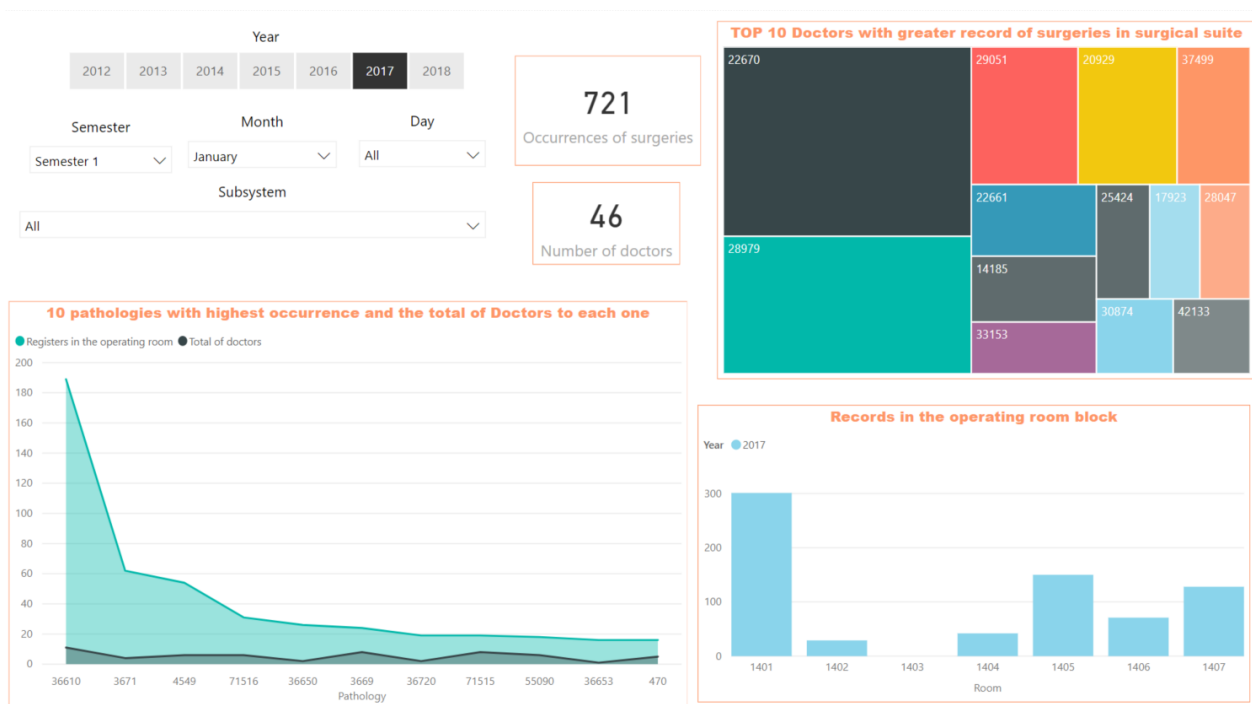 Year
2012 2013 2014 2015 2016 2017 2018
Semester Month Day
Semester 1 January All
Subsystem
All
721
Occurrences of surgeries
46
Number of doctors
TOP 10 Doctors with greater record of surgeries in surgical suite
22670 29051 20929 37499
22661 25424 17923 28047
28979
14185
30874 42133
33153
10 pathologies with highest occurrence and the total of Doctors to each one
Registers in the operating room Total of doctors
200
180
160
140
120
100
80
60
40
20
0
36610 3671 4549 71516 36650 3669 36720 71515 55090 36653 470
Pathology
Records in the operating room block
Year 2017
300
200
100
0
1401 1402 1403 1404 1405 1406 1407
Room